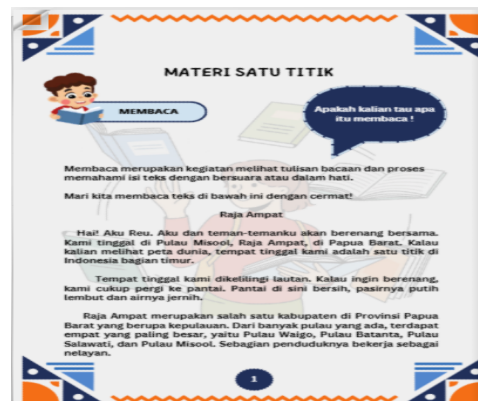 MATERI SATU TITIK
MEMBACA
Apakah kalian tau apa
itu membaca !
Membaca merupakan kegiatan melihat tulisan bacaan dan proses
memahami isi teks dengan bersuara atau dalam hati.
Mari kita membaca teks di bawah ini dengan cermat!
Raja Ampat
Hai! Aku Reu. Aku dan teman-temanku akan berenang bersama.
Kami tinggal di Pulau Misool, Raja Ampat, di Papua Barat. Kalau
kalian melihat peta dunia, tempat tinggal kami adalah satu titik di
Indonesia bagian timur.
Tempat tinggal kami dikelilingi lautan. Kalau ingin berenang,
kami cukup pergi ke pantai. Pantai di sini bersih, pasirnya putih
lembut dan airnya jernih.
Raja Ampat merupakan salah satu kabupaten di Provinsi Papua
Barat yang berupa kepulauan. Dari banyak pulau yang ada, terdapat
empat yang paling besar, yaitu Pulau Waigo, Pulau Batanta, Pulau
Salawati, dan Pulau Misool. Sebagian penduduknya bekerja sebagai
nelayan.
1